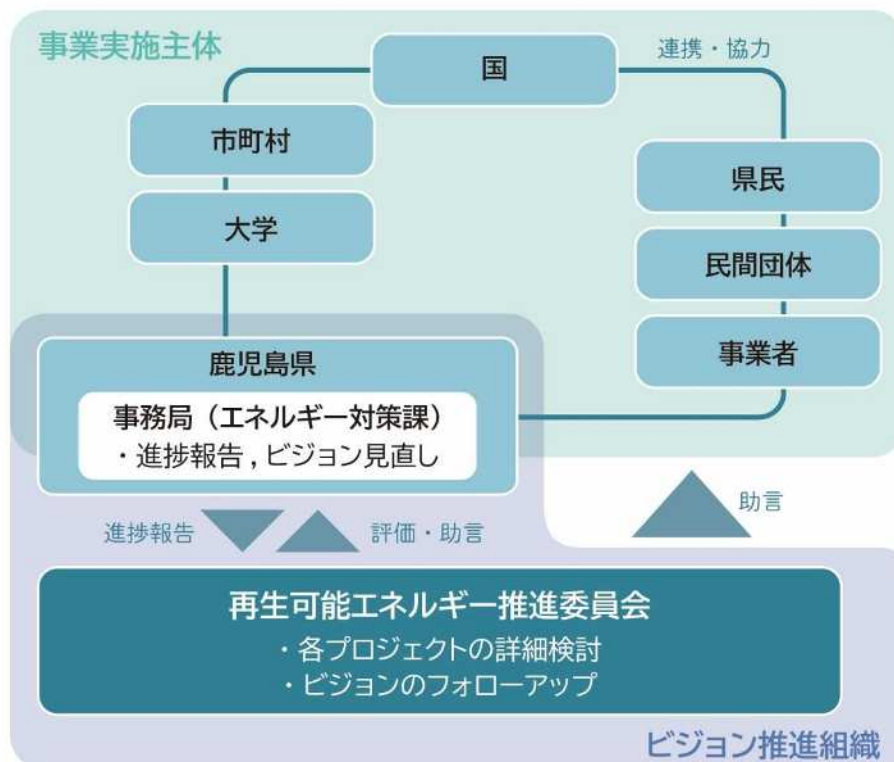 事業実施主体
国
連携・協力
市町村
大学
県民
民間団体
事業者
鹿児島県
事務局（エネルギー対策課）
・進捗報告，ビジョン見直し
進捗報告
評価・助言
助言
再生可能エネルギー推進委員会
・各プロジェクトの詳細検討
・ビジョンのフォローアップ
ビジョン推進組織